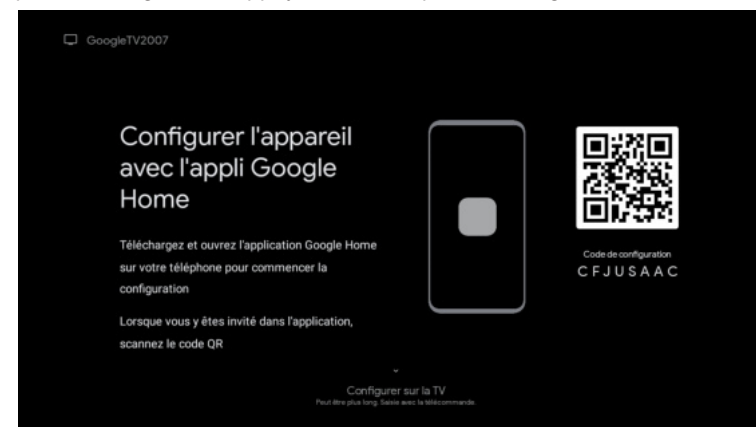 GoogleTV2007
Configurer l'appareil
avec l'appli Google
Home
Téléchargez et ouvrez l'application Google Home
sur votre téléphone pour commencer la
configuration
Lorsque vous y êtes invité dans l'application,
scannez le code QR
Code de configuration
CFJUSAAC
Configurer sur la TV
Peut être plus long. Saisie avec la télécommande.